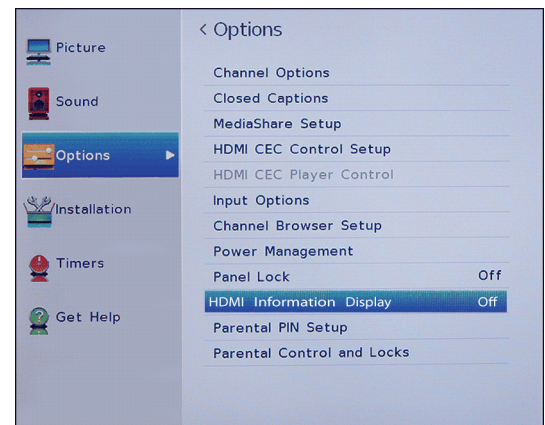 Picture
Sound
Options
Installation
Timers
Get Help
< Options
Channel Options
Closed Captions
MediaShare Setup
HDMI CEC Control Setup
HDMI CEC Player Control
Input Options
Channel Browser Setup
Power Management
Panel Lock Off
HDMI Information Display Off
Parental PIN Setup
Parental Control and Locks